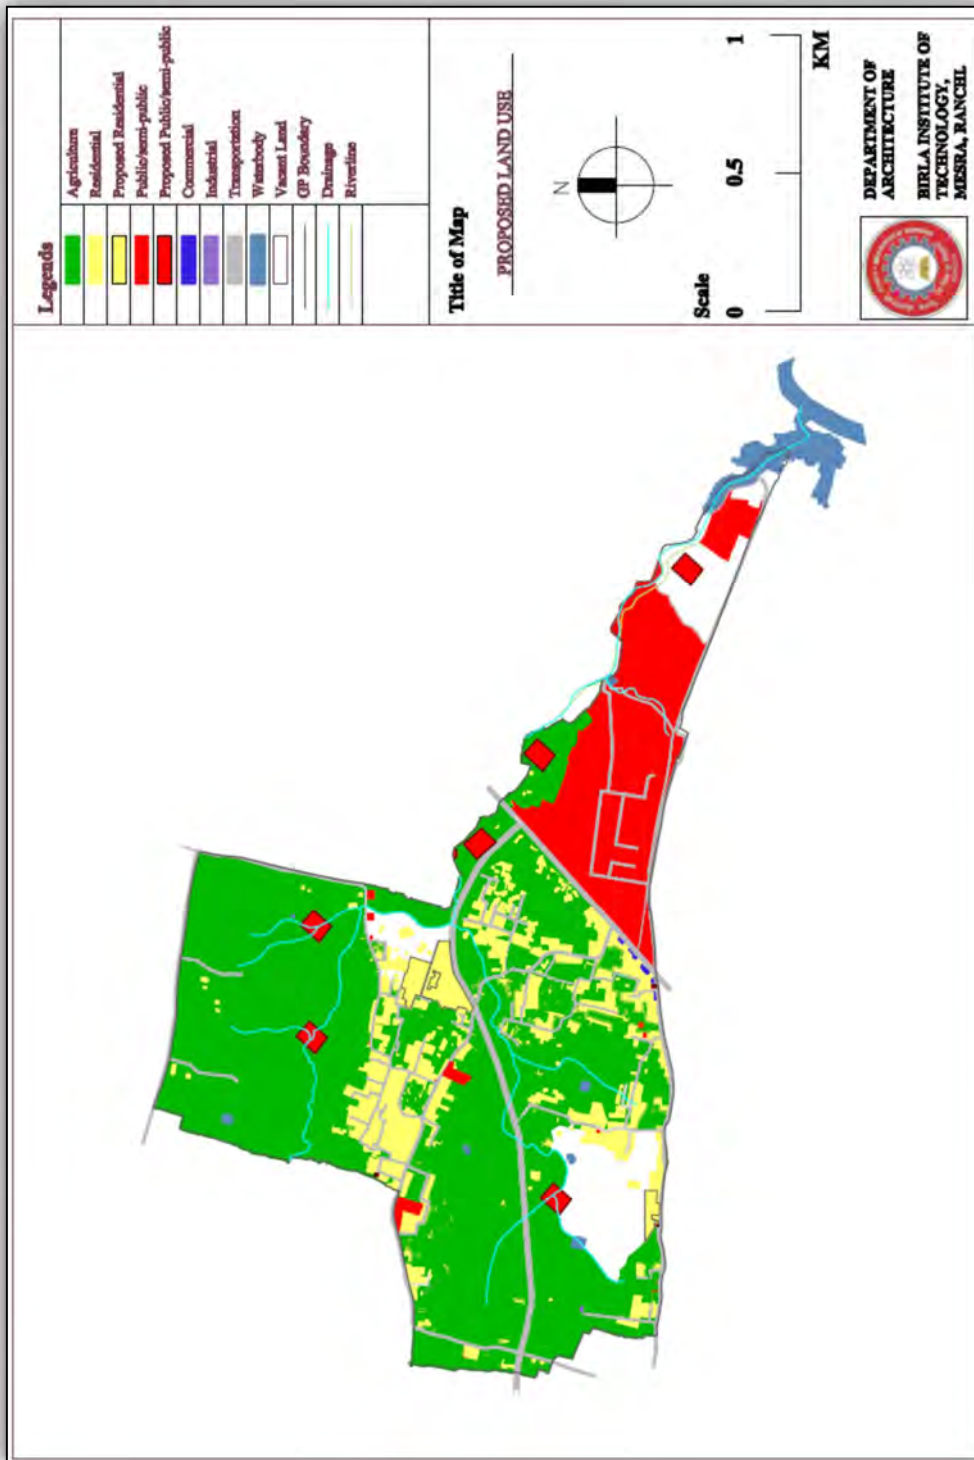 Legends
Agriculture
Residential
Proposed Residential
Public/semi-public
Proposed Public/semi-public
Commercial
Industrial
Transportation
Waterbody
Vacant Land
GP Boundary
Drainage
Riverline
Title of Map
PROPOSED LAND USE
N
Scale
0 0.5 1
KM
DEPARTMENT OF
ARCHITECTURE
BIRLA INSTITUTE OF
TECHNOLOGY,
MESRA, RANCHI.